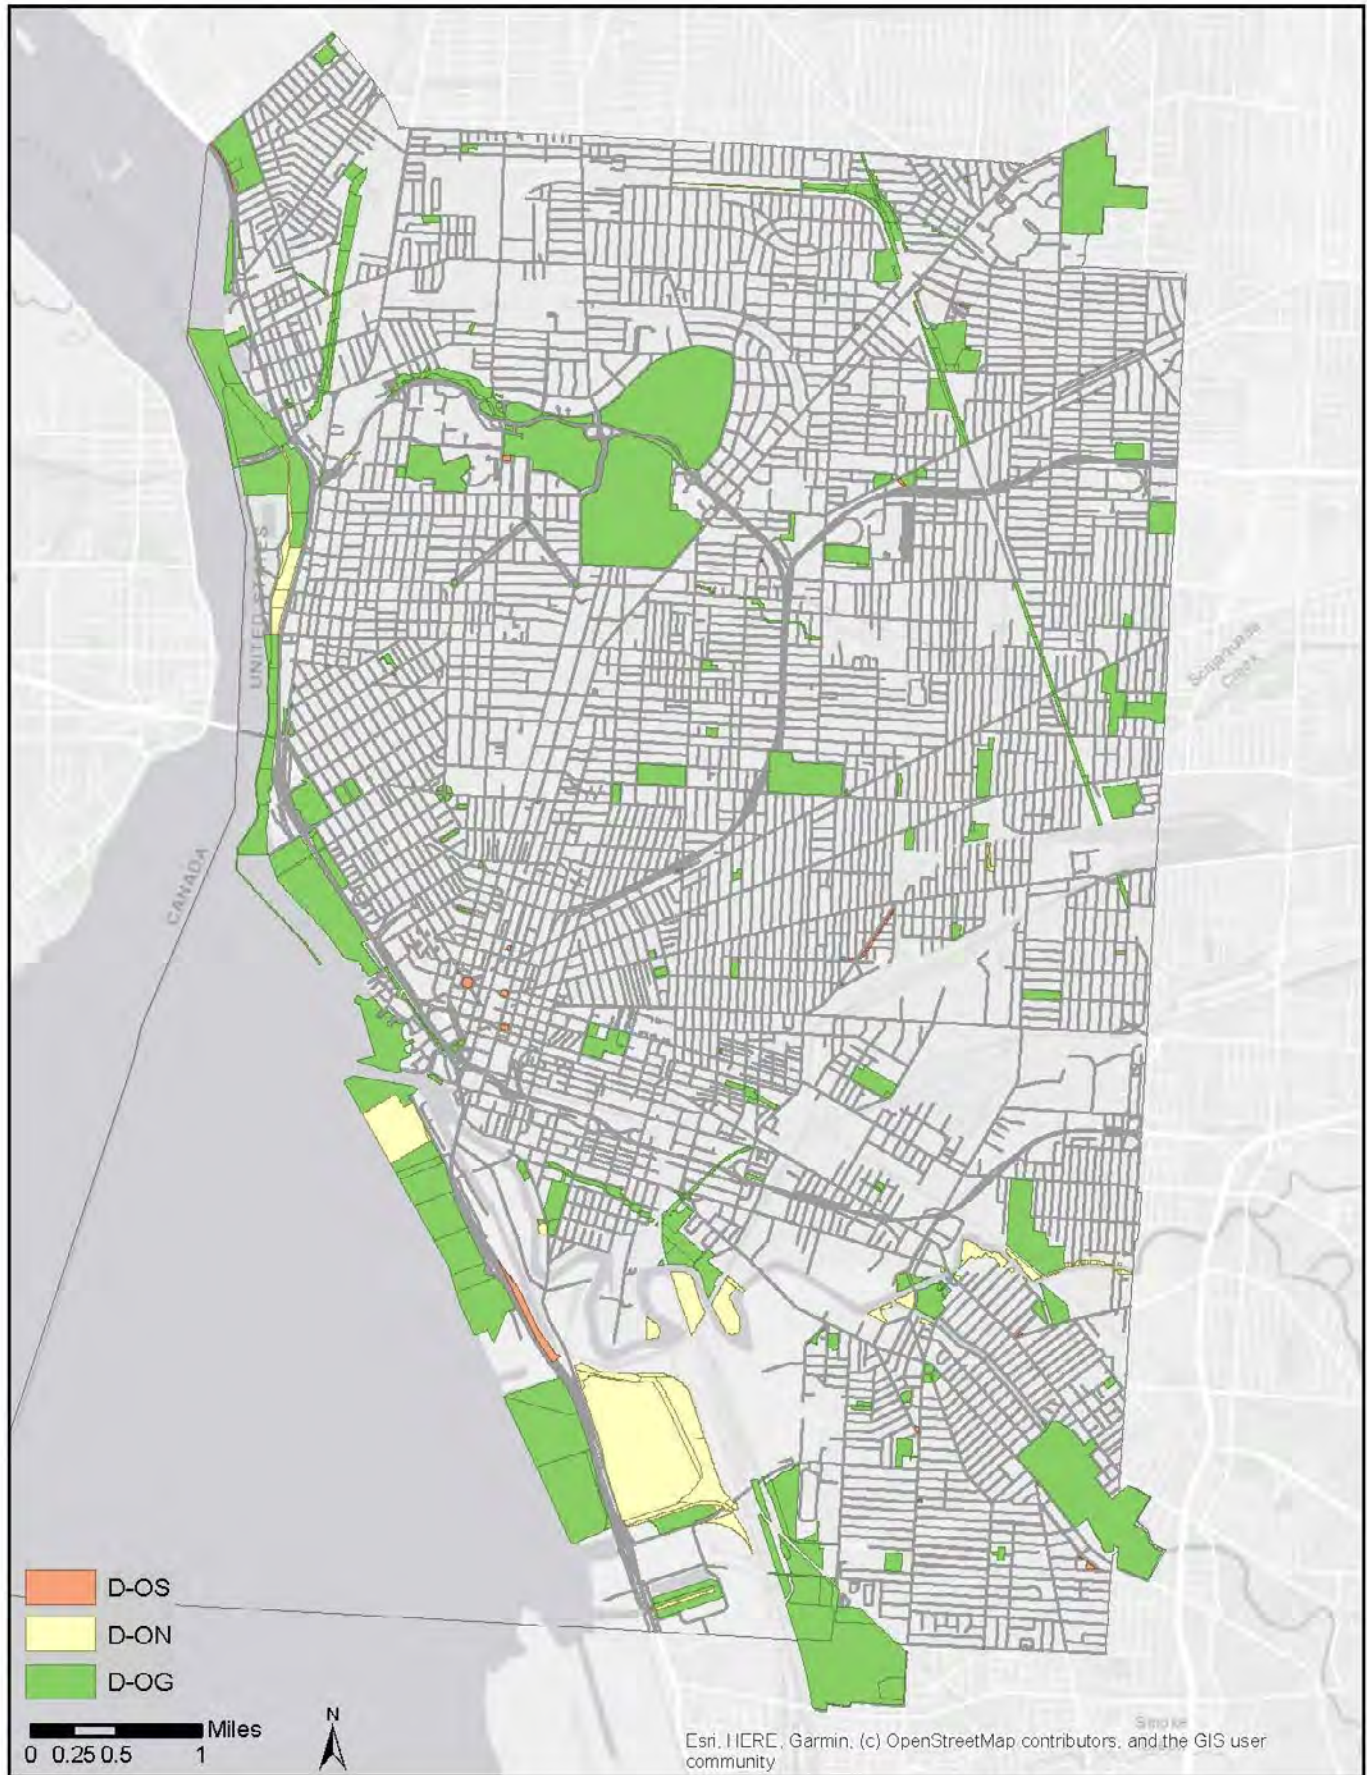 UNITED STATES
Scajaquada
Creek
CANADA
D-OS
D-ON
D-OG
Miles
0 0.25 0.5 1
N
Smoke
Esri, HERE, Garmin, (c) OpenStreetMap contributors, and the GIS user
community